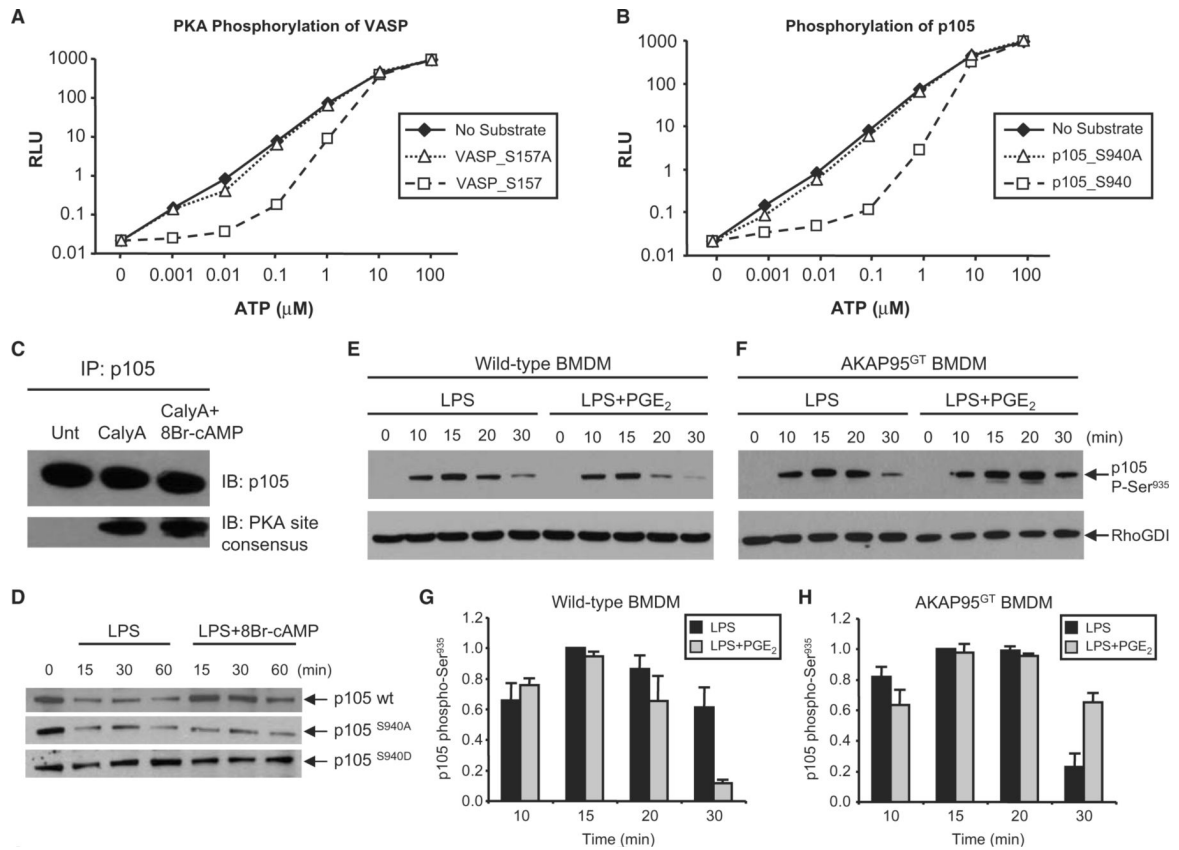 A
PKA Phosphorylation of VASP
RLU
1000
100
10
1
0.1
0.01
0 0.001 0.01 0.1 1 10 100
ATP (μM)
No Substrate
VASP_S157A
VASP_S157
B
Phosphorylation of p105
RLU
1000
100
10
1
0.1
0.01
0 0.001 0.01 0.1 1 10 100
ATP (μM)
No Substrate
p105_S940A
p105_S940
C
IP: p105
Unt CalyA CalyA+
8Br-cAMP
IB: p105
IB: PKA site
consensus
D
LPS LPS+8Br-cAMP
0 15 30 60 15 30 60 (min)
p105 wt
p105 S940A
p105 S940D
E
Wild-type BMDM
LPS LPS+PGE2
0 10 15 20 30 0 10 15 20 30
F
AKAP95GT BMDM
LPS LPS+PGE2
0 10 15 20 30 0 10 15 20 30 (min)
p105
P-Ser935
RhoGDI
G
Wild-type BMDM
p105 phospho-Ser935
1.2
1.0
0.8
0.6
0.4
0.2
0.0
10 15 20 30
Time (min)
LPS
LPS+PGE2
H
AKAP95GT BMDM
p105 phospho-Ser935
1.2
1.0
0.8
0.6
0.4
0.2
0.0
10 15 20 30
Time (min)
LPS
LPS+PGE2